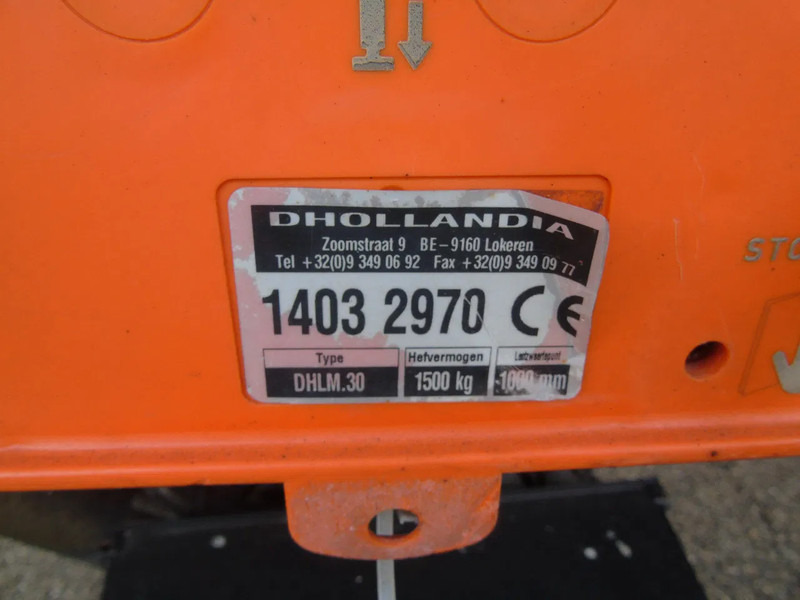 DHOLLANDIA
Zoomstraat 9 BE-9160 Lokeren
Tel +32(0)9 349 06 92 Fax +32(0)9 349 09 77
1403 2970 CE
Type Hefvermogen Lastzwaartepunt
DHLM.30 1500 kg 1000 mm